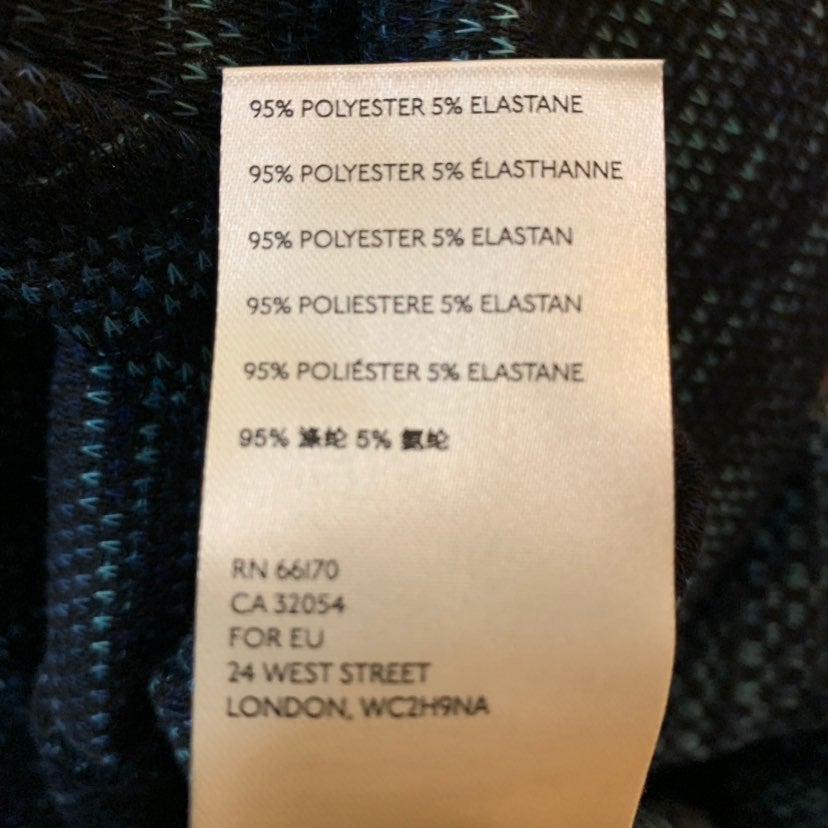 95% POLYESTER 5% ELASTANE
95% POLYESTER 5% ÉLASTHANNE
95% POLYESTER 5% ELASTAN
95% POLIESTERE 5% ELASTAN
95% POLIÉSTER 5% ELASTANE
95% 涤纶 5% 氨纶
RN 66170
CA 32054
FOR EU
24 WEST STREET
LONDON, WC2H9NA